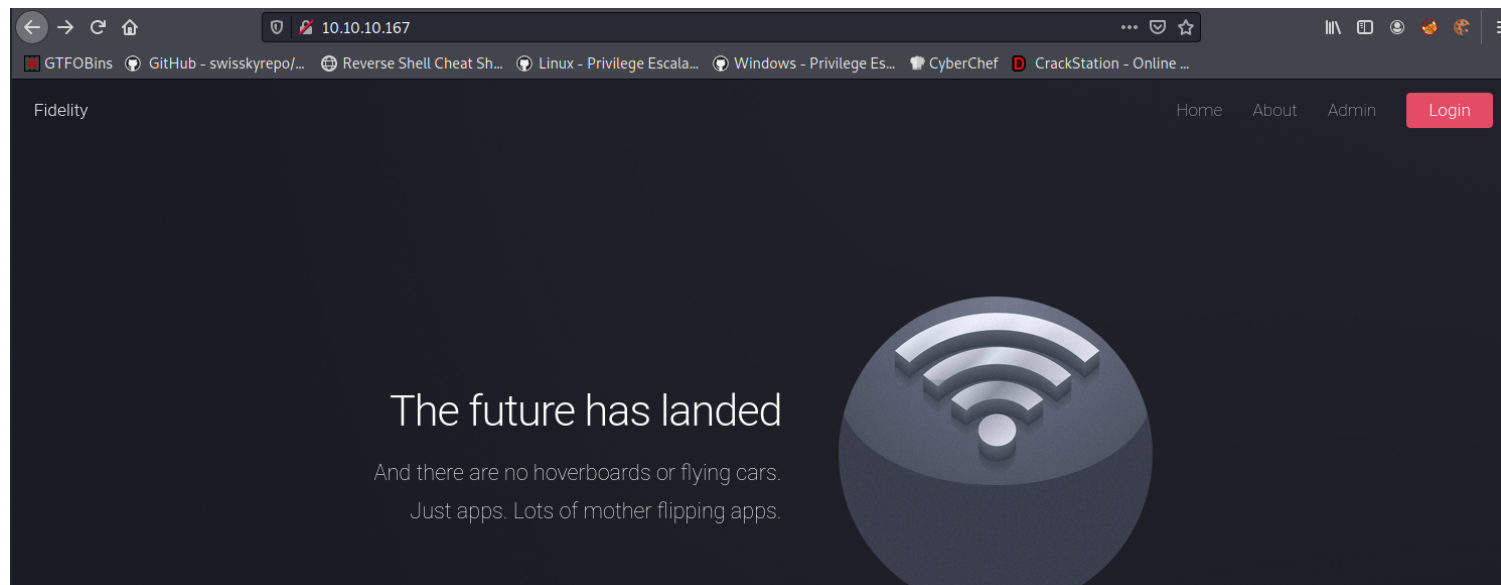 10.10.10.167
GTFOBins GitHub - swisskyrepo/... Reverse Shell Cheat Sh... Linux - Privilege Escala... Windows - Privilege Es... CyberChef CrackStation - Online ...
Fidelity Home About Admin Login
The future has landed
And there are no hoverboards or flying cars.
Just apps. Lots of mother flipping apps.